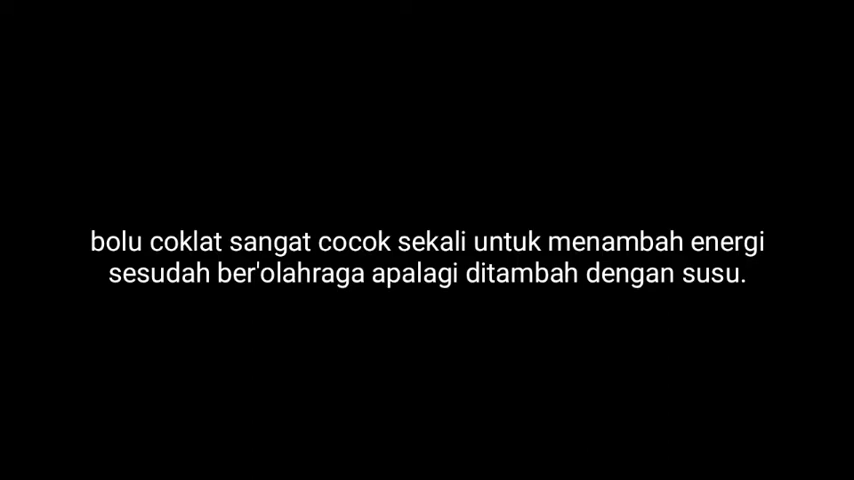 bolu coklat sangat cocok sekali untuk menambah energi
sesudah ber'olahraga apalagi ditambah dengan susu.